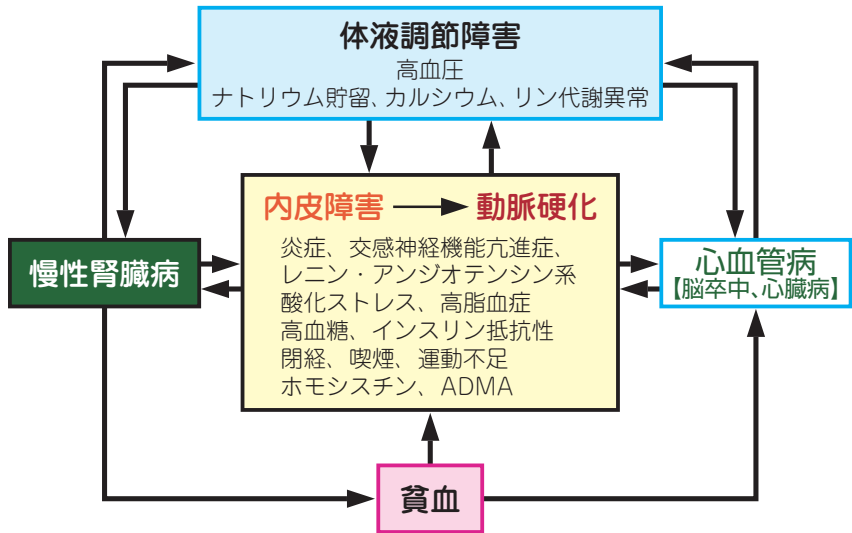 体液調節障害
高血圧
ナトリウム貯留、カルシウム、リン代謝異常
内皮障害 動脈硬化
炎症、交感神経機能亢進症、
レニン・アンジオテンシン系
酸化ストレス、高脂血症
高血糖、インスリン抵抗性
閉経、喫煙、運動不足
ホモシスチン、ADMA
慢性腎臓病
心血管病
【脳卒中、心臓病】
貧血